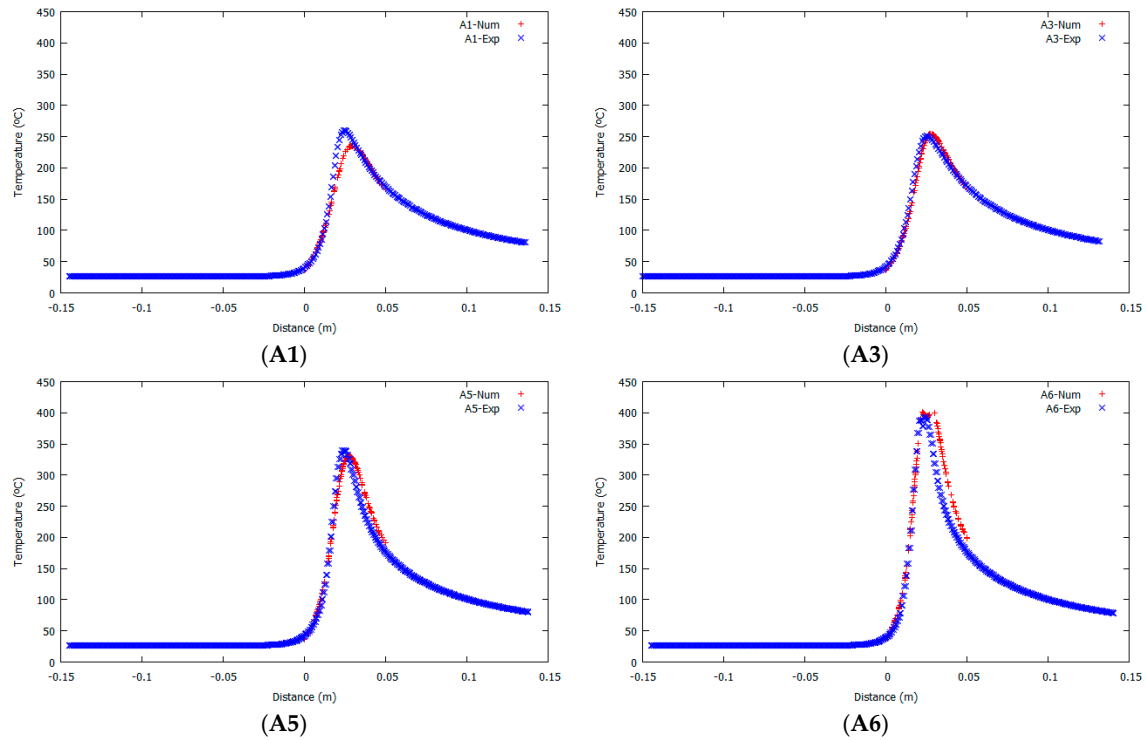 450
400
350
300
250
200
150
100
50
0
Temperature (ºC)
A1-Num
A1-Exp
-0.15 -0.1 -0.05 0 0.05 0.1 0.15
Distance (m)
(A1)
450
400
350
300
250
200
150
100
50
0
Temperature (ºC)
A3-Num
A3-Exp
-0.15 -0.1 -0.05 0 0.05 0.1 0.15
Distance (m)
(A3)
450
400
350
300
250
200
150
100
50
0
Temperature (ºC)
A5-Num
A5-Exp
-0.15 -0.1 -0.05 0 0.05 0.1 0.15
Distance (m)
(A5)
450
400
350
300
250
200
150
100
50
0
Temperature (ºC)
A6-Num
A6-Exp
-0.15 -0.1 -0.05 0 0.05 0.1 0.15
Distance (m)
(A6)